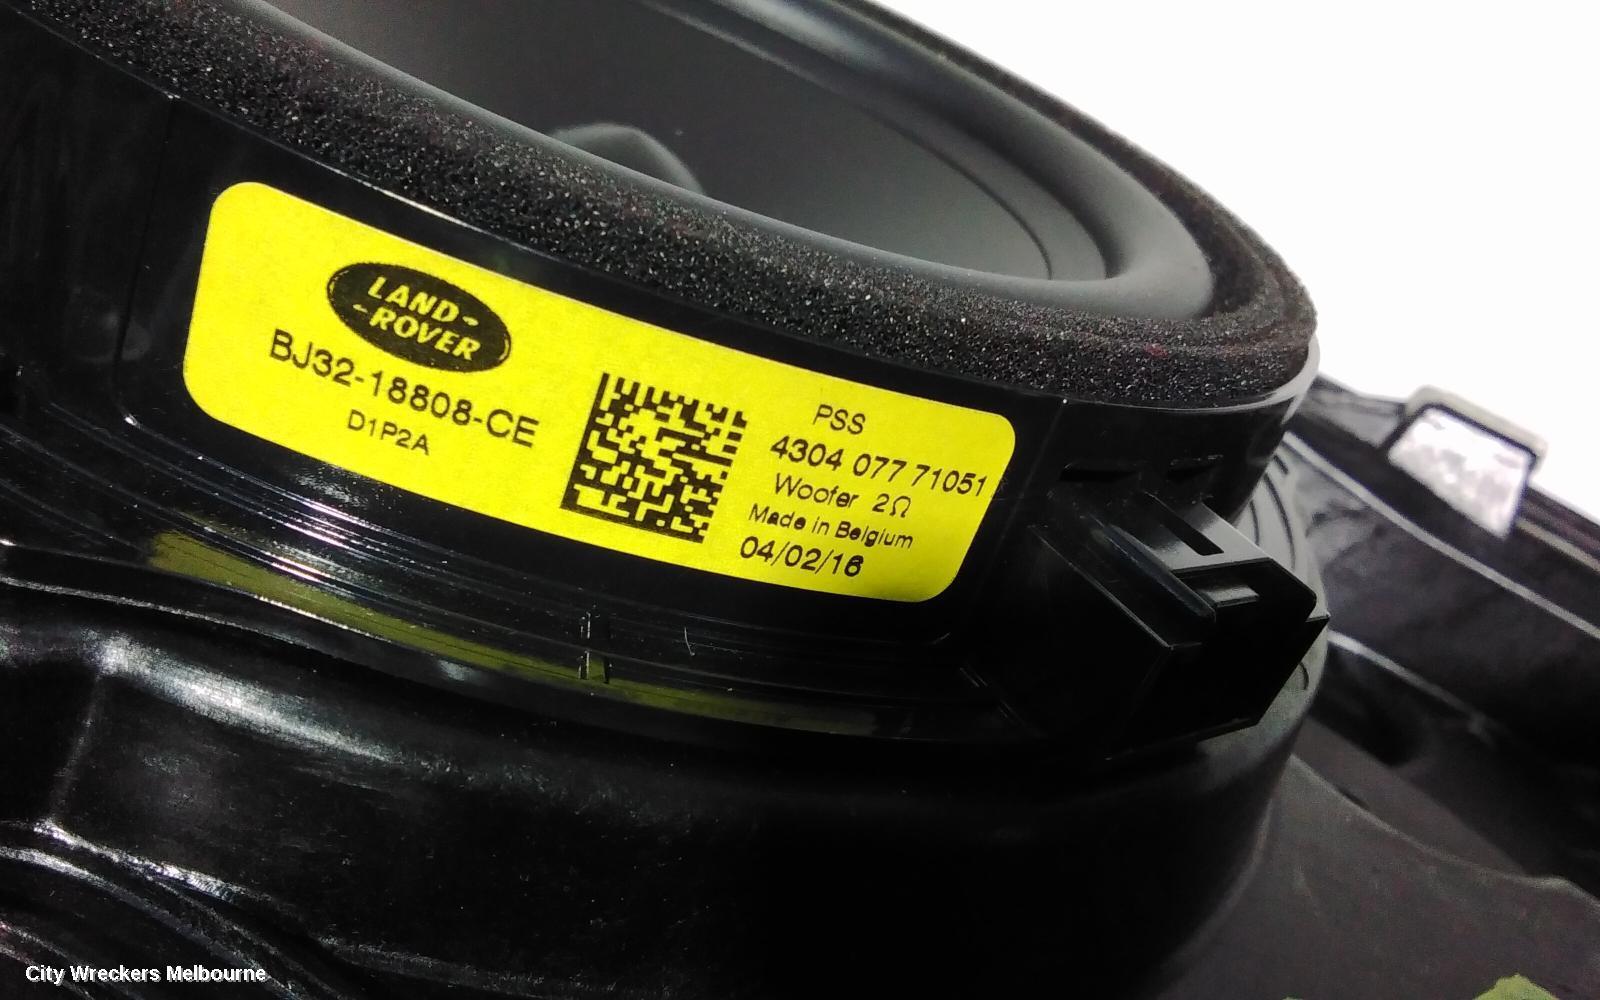 LAND-
-ROVER
BJ32-18808-CE
D1P2A
PSS
4304 077 71051
Woofer 2Ω
Made in Belgium
04/02/16
City Wreckers Melbourne